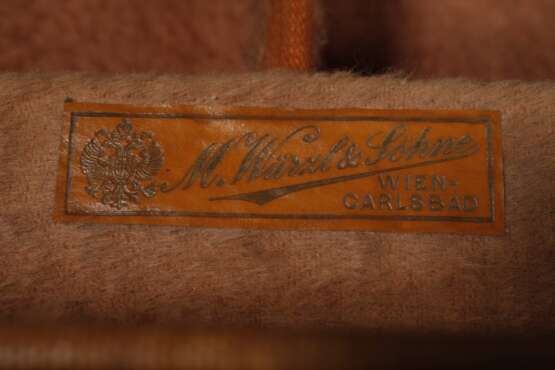 M. Würzl & Söhne
WIEN-
CARLSBAD